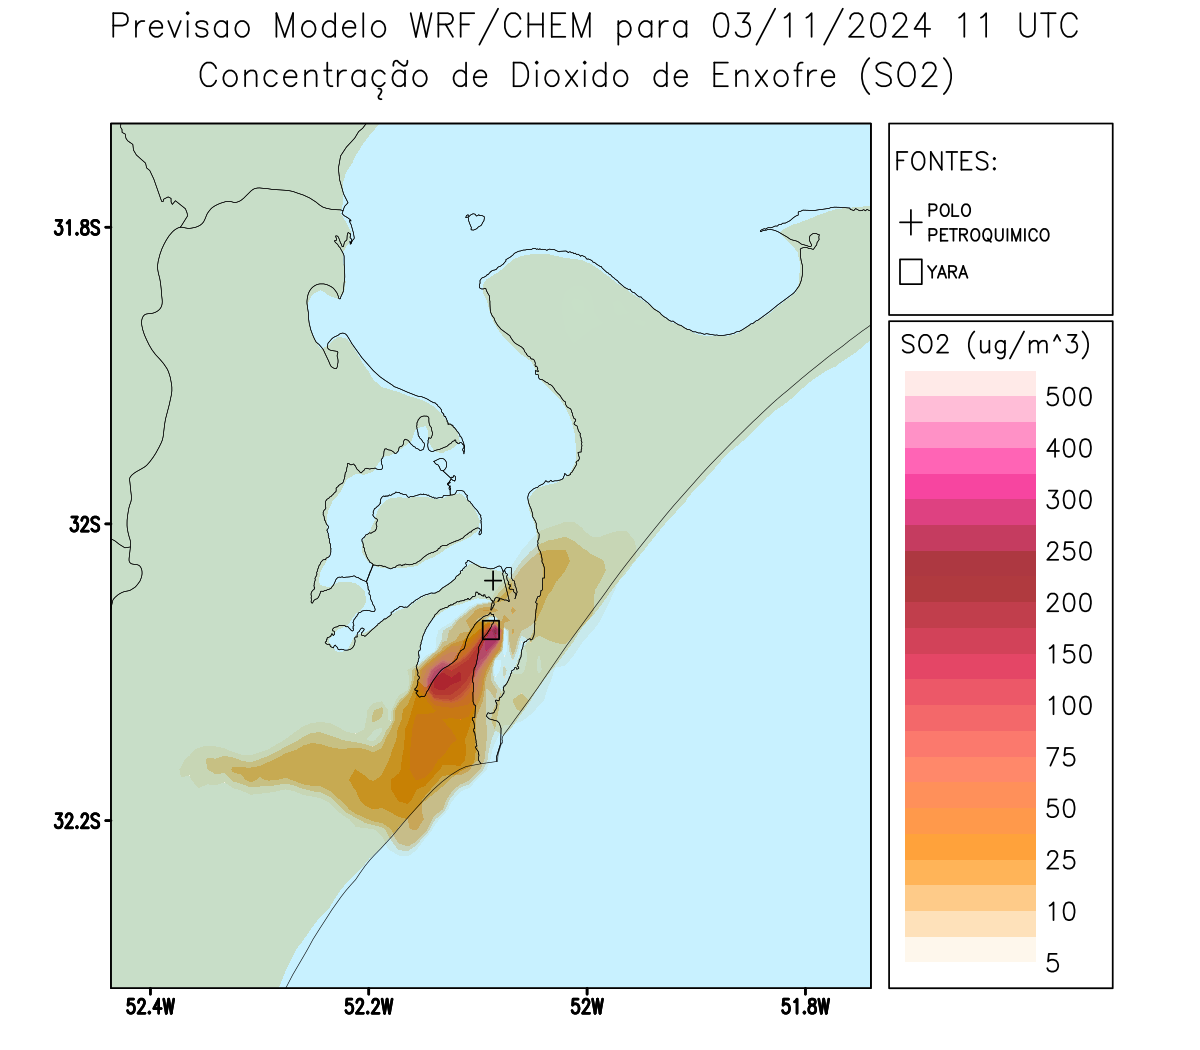 Previsao Modelo WRF/CHEM para 03/11/2024 11 UTC
Concentração de Dioxido de Enxofre (SO2)
FONTES:
POLO
PETROQUIMICO
YARA
SO2 (ug/m^3)
500
400
300
250
200
150
100
75
50
25
10
5
31.8S
32S
32.2S
52.4W
52.2W
52W
51.8W